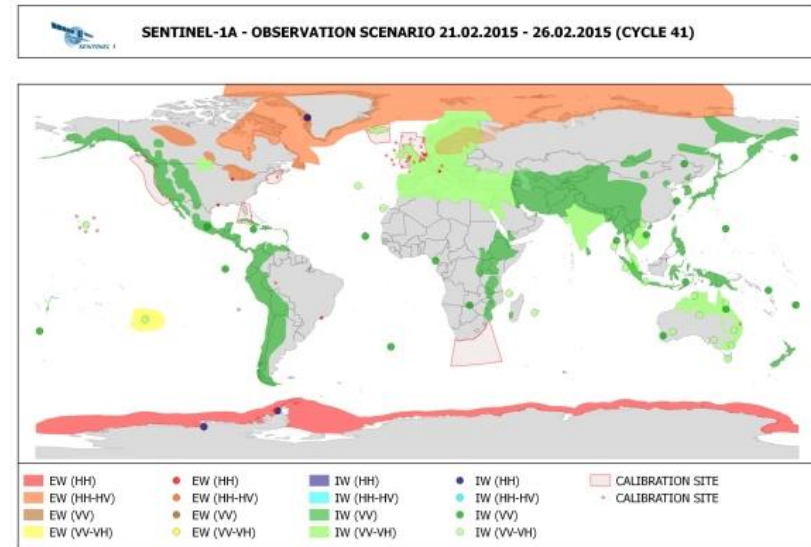 SENTINEL-1
SENTINEL-1A - OBSERVATION SCENARIO 21.02.2015 - 26.02.2015 (CYCLE 41)
EW (HH) EW (HH) IW (HH) IW (HH) CALIBRATION SITE
EW (HH-HV) EW (HH-HV) IW (HH-HV) IW (HH-HV) CALIBRATION SITE
EW (VV) EW (VV) IW (VV) IW (VV)
EW (VV-VH) EW (VV-VH) IW (VV-VH) IW (VV-VH)